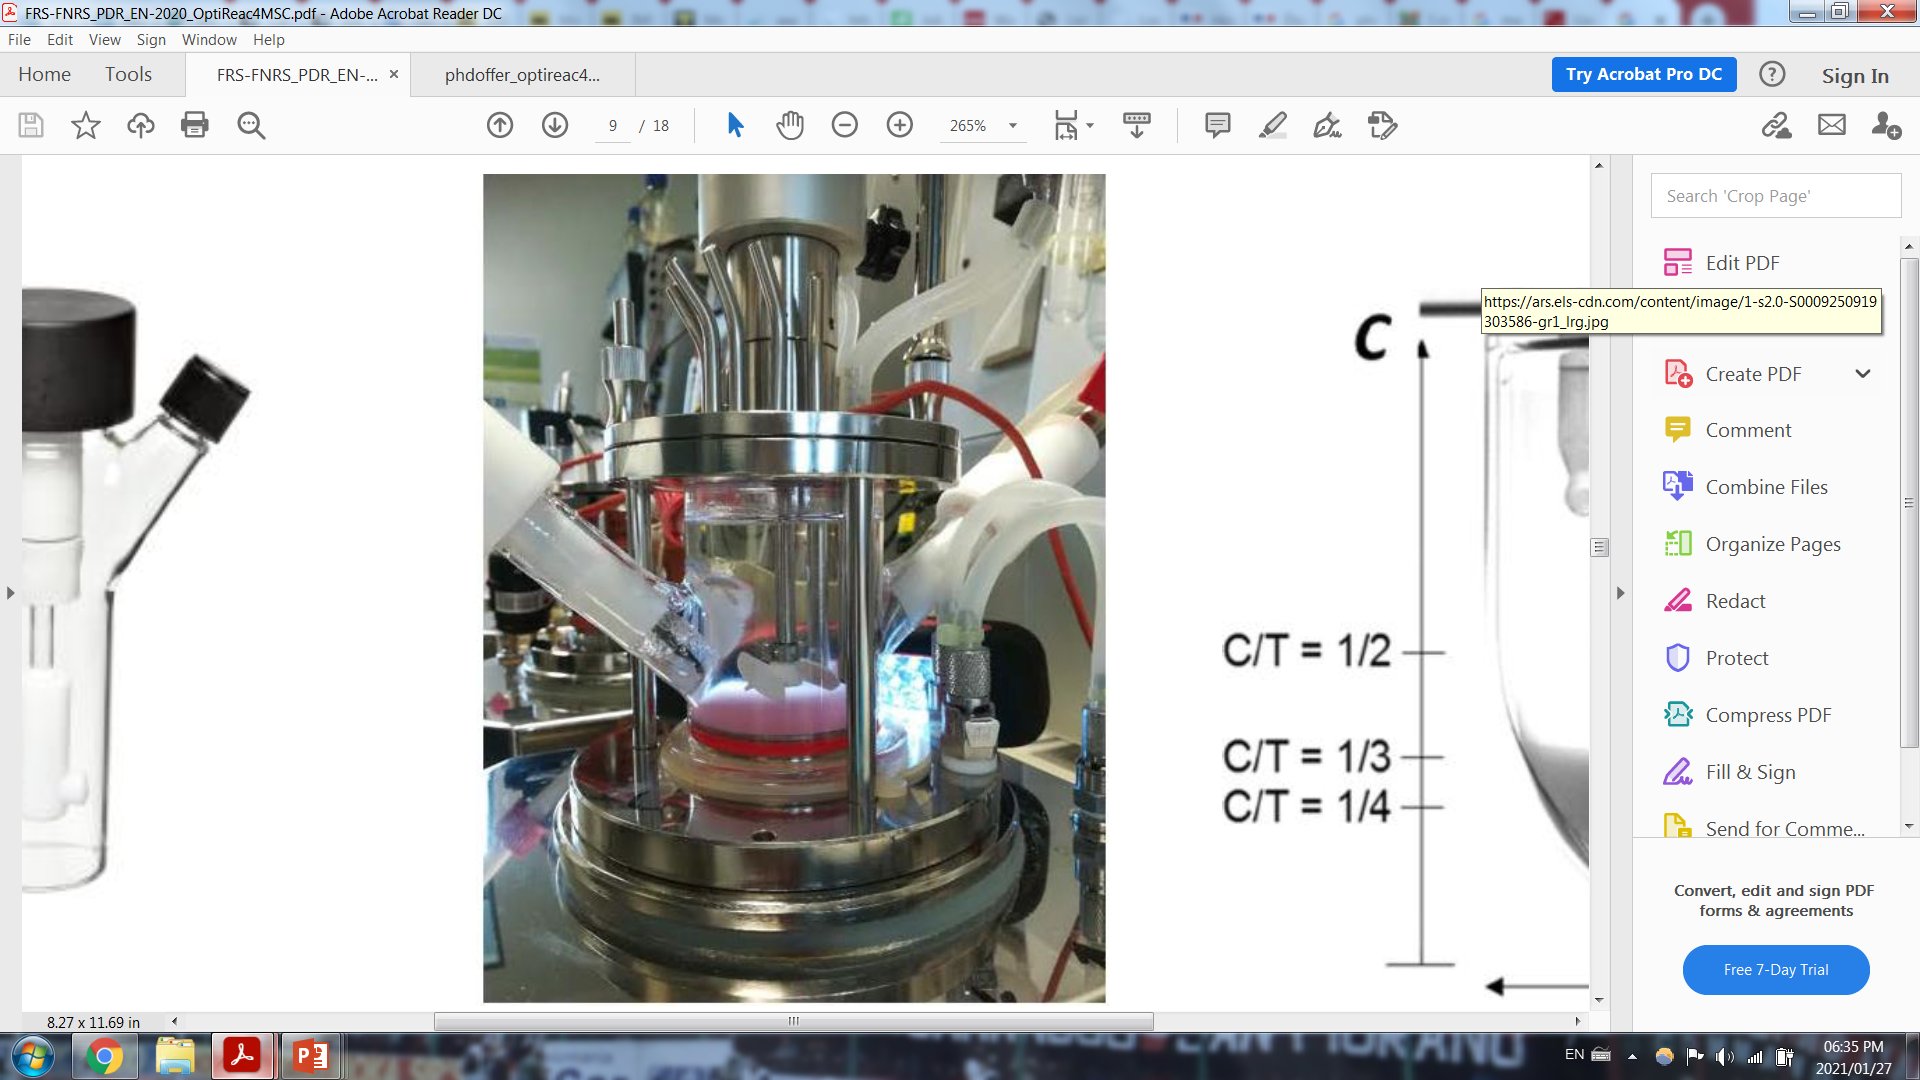 FRS-FNRS_PDR_EN-2020_OptiReac4MSC.pdf - Adobe Acrobat Reader DC
File Edit View Sign Window Help
Home Tools FRS-FNRS_PDR_EN-... × phdoffer_optireac4... Try Acrobat Pro DC ? Sign In
9 / 18 265%
Search 'Crop Page'
Edit PDF
https://ars.els-cdn.com/content/image/1-s2.0-S0009250919
303586-gr1_lrg.jpg
C
Create PDF
Comment
Combine Files
Organize Pages
Redact
C/T = 1/2
Protect
Compress PDF
C/T = 1/3
Fill & Sign
C/T = 1/4
Send for Comme...
Convert, edit and sign PDF
forms & agreements
Free 7-Day Trial
8.27 x 11.69 in
EN
06:35 PM
2021/01/27